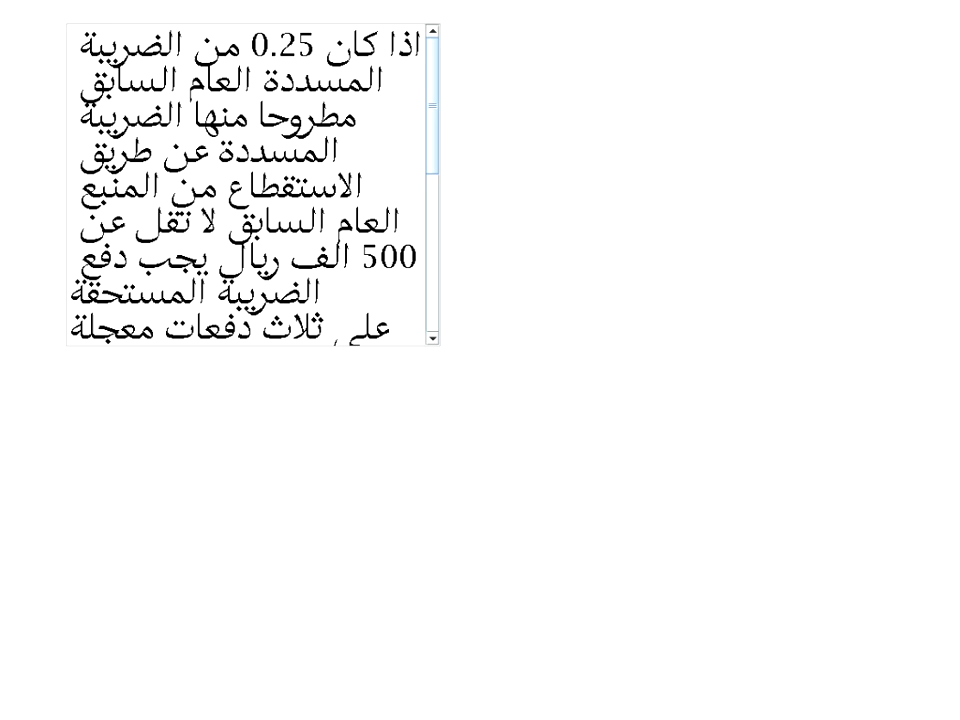 اذا كان 0.25 من الضريبة
المسددة العام السابق
مطروحا منها الضريبة
المسددة عن طريق
الاستقطاع من المنبع
العام السابق لا تقل عن
500 الف ريال يجب دفع
الضريبة المستحقة
على ثلاث دفعات معجلة